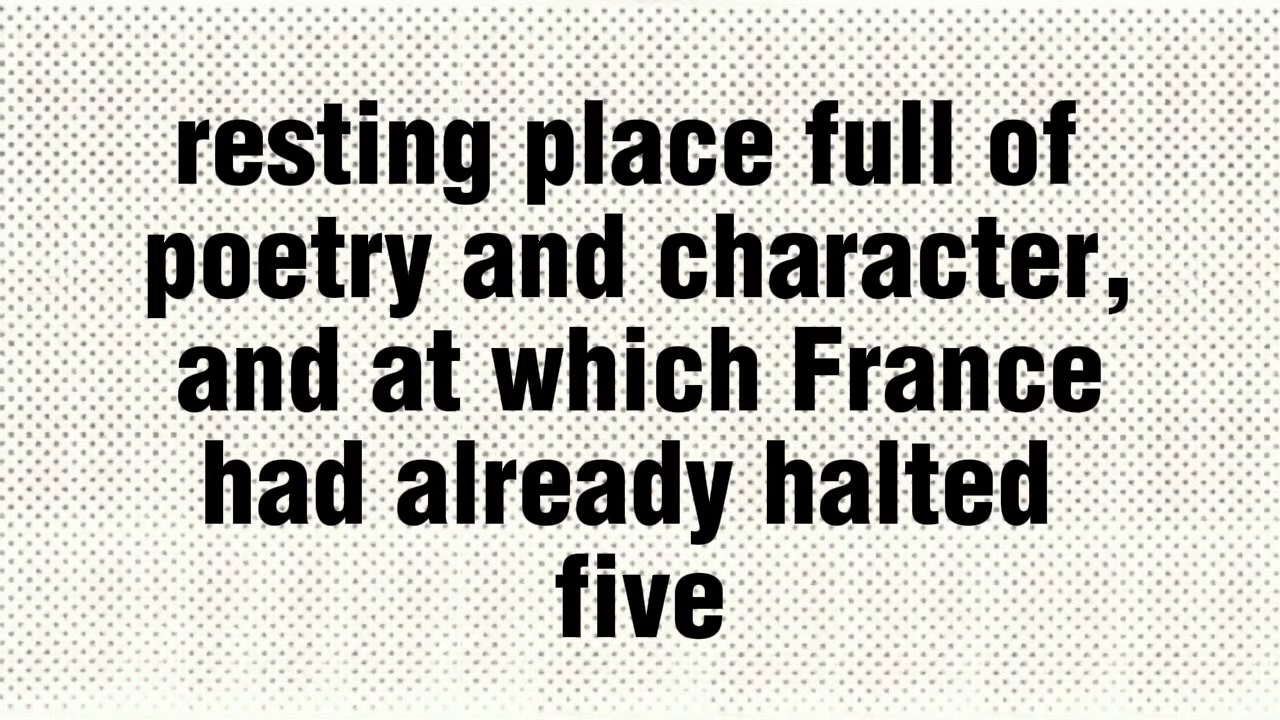 resting place full of
poetry and character,
and at which France
had already halted
five